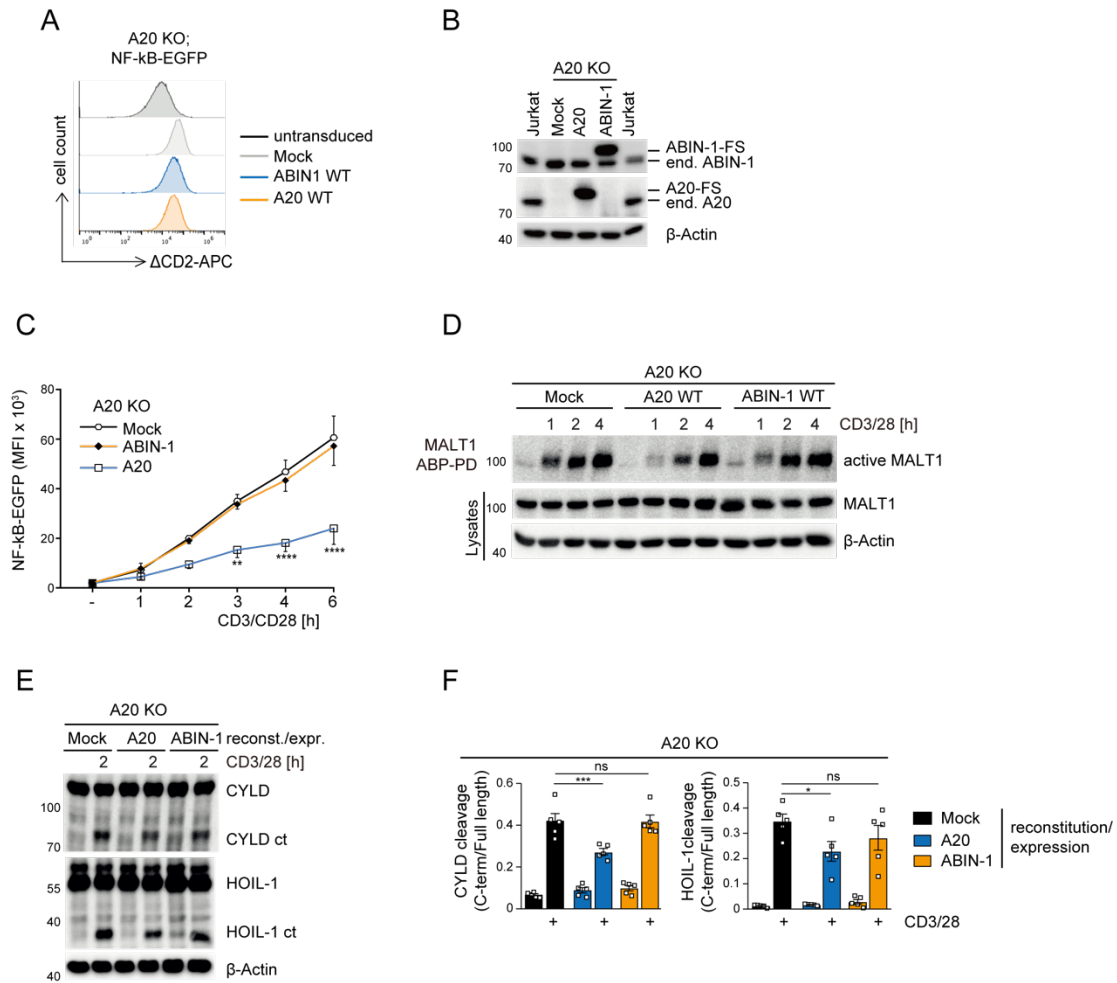 A
A20 KO;
NF-kB-EGFP
cell count
10⁰ 10² 10⁴ 10⁶
ΔCD2-APC
untransduced
Mock
ABIN1 WT
A20 WT
B
A20 KO
Jurkat Mock A20 ABIN-1 Jurkat
100
70
ABIN-1-FS
end. ABIN-1
A20-FS
end. A20
70
40
β-Actin
C
NF-kB-EGFP (MFI x 10³)
80
60
40
20
0
A20 KO
Mock
ABIN-1
A20
** **** ****
- 1 2 3 4 6
CD3/CD28 [h]
D
A20 KO
Mock A20 WT ABIN-1 WT
1 2 4 1 2 4 1 2 4 CD3/28 [h]
MALT1
ABP-PD
100
active MALT1
Lysates
100
MALT1
40
β-Actin
E
A20 KO
Mock A20 ABIN-1 reconst./expr.
2 2 2 CD3/28 [h]
CYLD
100
CYLD ct
70
HOIL-1
55
40
HOIL-1 ct
β-Actin
40
F
A20 KO
CYLD cleavage
(C-term/Full length)
0.6
0.4
0.2
0
ns
***
+ + +
HOIL-1cleavage
(C-term/Full length)
0.5
0.4
0.3
0.2
0.1
0
ns
*
+ + +
CD3/28
Mock
A20
ABIN-1
reconstitution/
expression